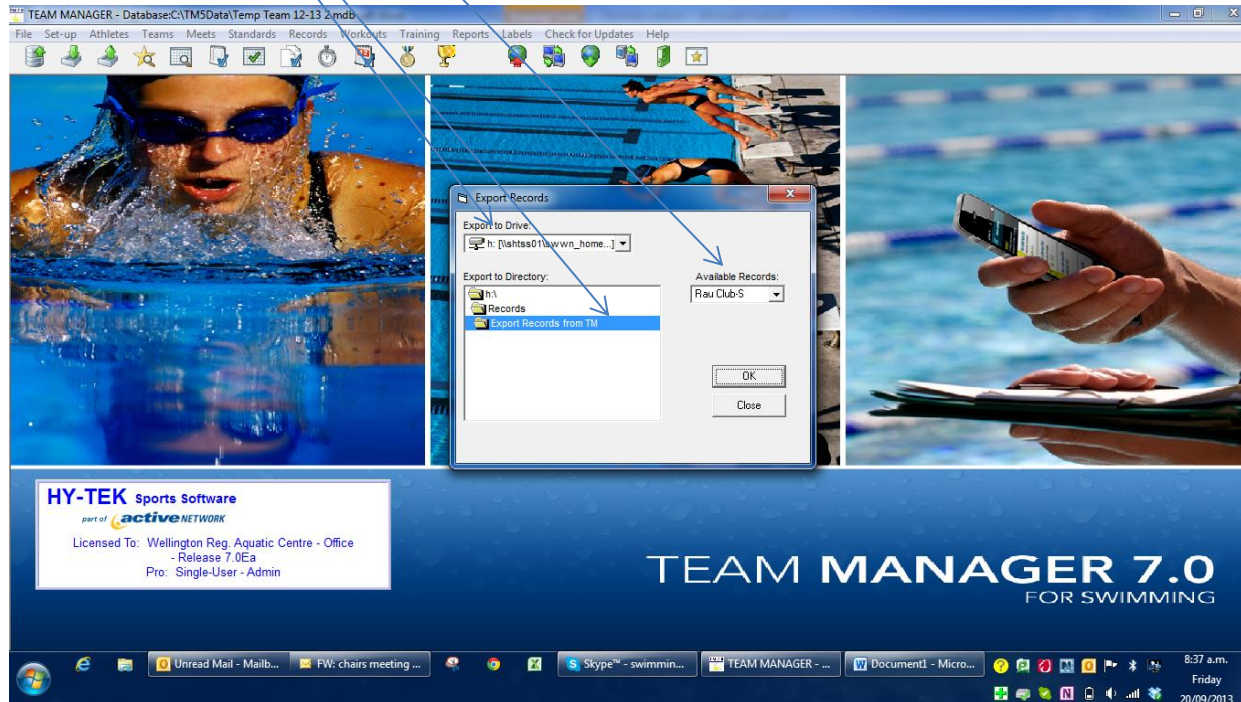 TEAM MANAGER - Database:C:\TM5Data\Temp Team 12-13 2.mdb
File Set-up Athletes Teams Meets Standards Records Workouts Training Reports Labels Check for Updates Help
Export Records
Export to Drive:
h: [\\shtss01\swwn_home...]
Export to Directory:
Available Records:
h:\
Rau Club-S
Records
Export Records from TM
OK
Close
HY-TEK Sports Software
part of active NETWORK
Licensed To: Wellington Reg. Aquatic Centre - Office
- Release 7.0Ea
Pro: Single-User - Admin
TEAM MANAGER 7.0
FOR SWIMMING
Unread Mail - Mailb...
FW: chairs meeting ...
Skype™ - swimmin...
TEAM MANAGER - ...
Document1 - Micro...
8:37 a.m.
Friday
20/09/2013